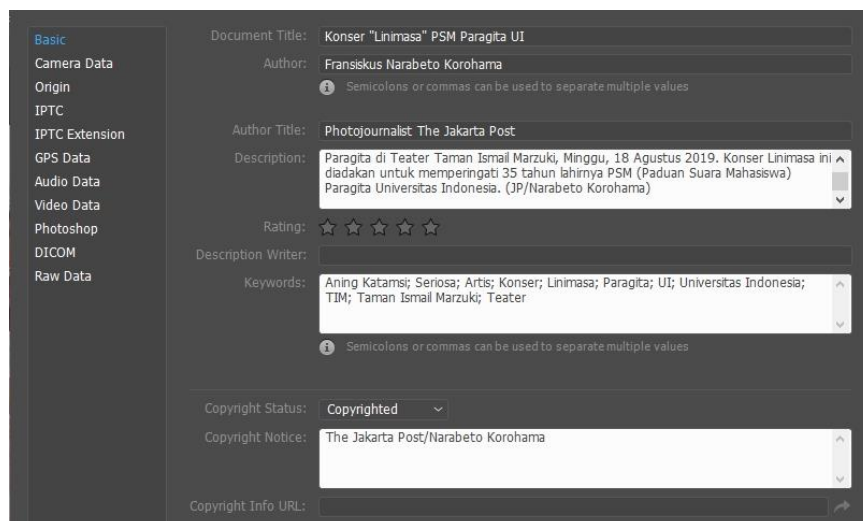 Basic
Camera Data
Origin
IPTC
IPTC Extension
GPS Data
Audio Data
Video Data
Photoshop
DICOM
Raw Data
Document Title: Konser "Linimasa" PSM Paragita UI
Author: Fransiskus Narabeto Korohama
Semicolons or commas can be used to separate multiple values
Author Title: Photojournalist The Jakarta Post
Description: Paragita di Teater Taman Ismail Marzuki, Minggu, 18 Agustus 2019. Konser Linimasa ini
diadakan untuk memperingati 35 tahun lahirnya PSM (Paduan Suara Mahasiswa)
Paragita Universitas Indonesia. (JP/Narabeto Korohama)
Rating:
Description Writer:
Keywords: Aning Katamsi; Seriosa; Artis; Konser; Linimasa; Paragita; UI; Universitas Indonesia;
TIM; Taman Ismail Marzuki; Teater
Semicolons or commas can be used to separate multiple values
Copyright Status: Copyrighted
Copyright Notice: The Jakarta Post/Narabeto Korohama
Copyright Info URL: